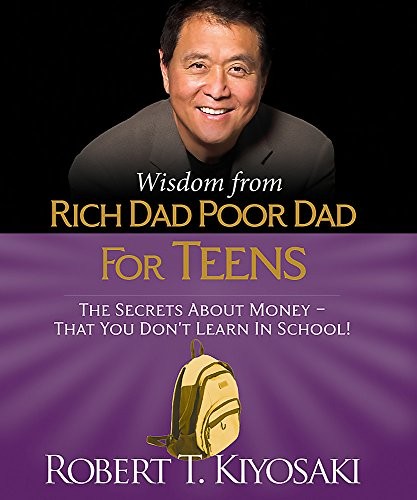 Wisdom from
RICH DAD POOR DAD
FOR TEENS
THE SECRETS ABOUT MONEY –
THAT YOU DON'T LEARN IN SCHOOL!
ROBERT T. KIYOSAKI